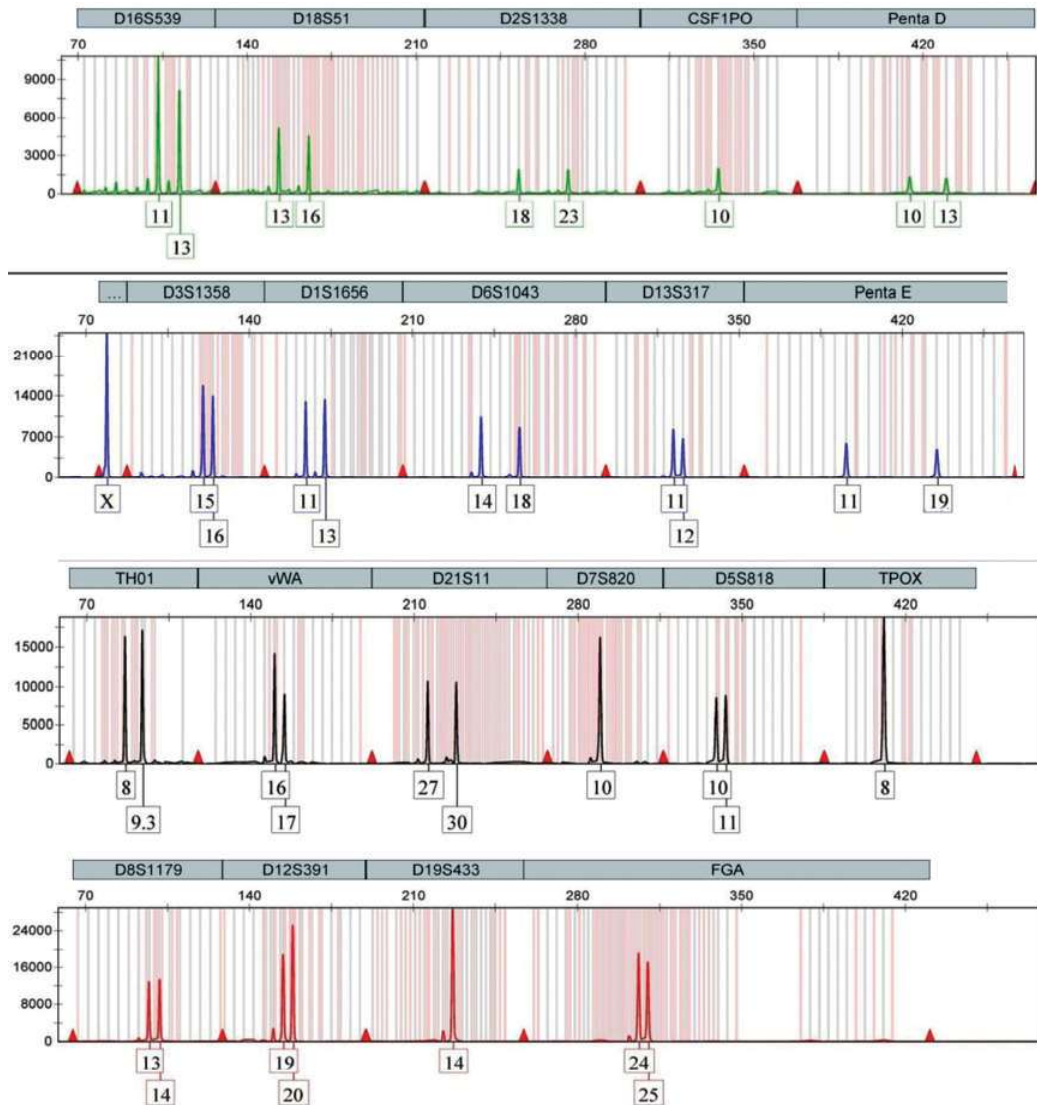 D16S539 D18S51 D2S1338 CSF1PO Penta D
70 140 210 280 350 420
9000
6000
3000
0
11 13 16 18 23 10 10 13
13
... D3S1358 D1S1656 D6S1043 D13S317 Penta E
70 140 210 280 350 420
21000
14000
7000
0
X 15 11 14 18 11 11 19
16 13 12
TH01 vWA D21S11 D7S820 D5S818 TPOX
70 140 210 280 350 420
15000
10000
5000
0
8 16 27 10 10 8
9.3 17 30 11
D8S1179 D12S391 D19S433 FGA
70 140 210 280 350 420
24000
16000
8000
0
13 19 14 24
14 20 25